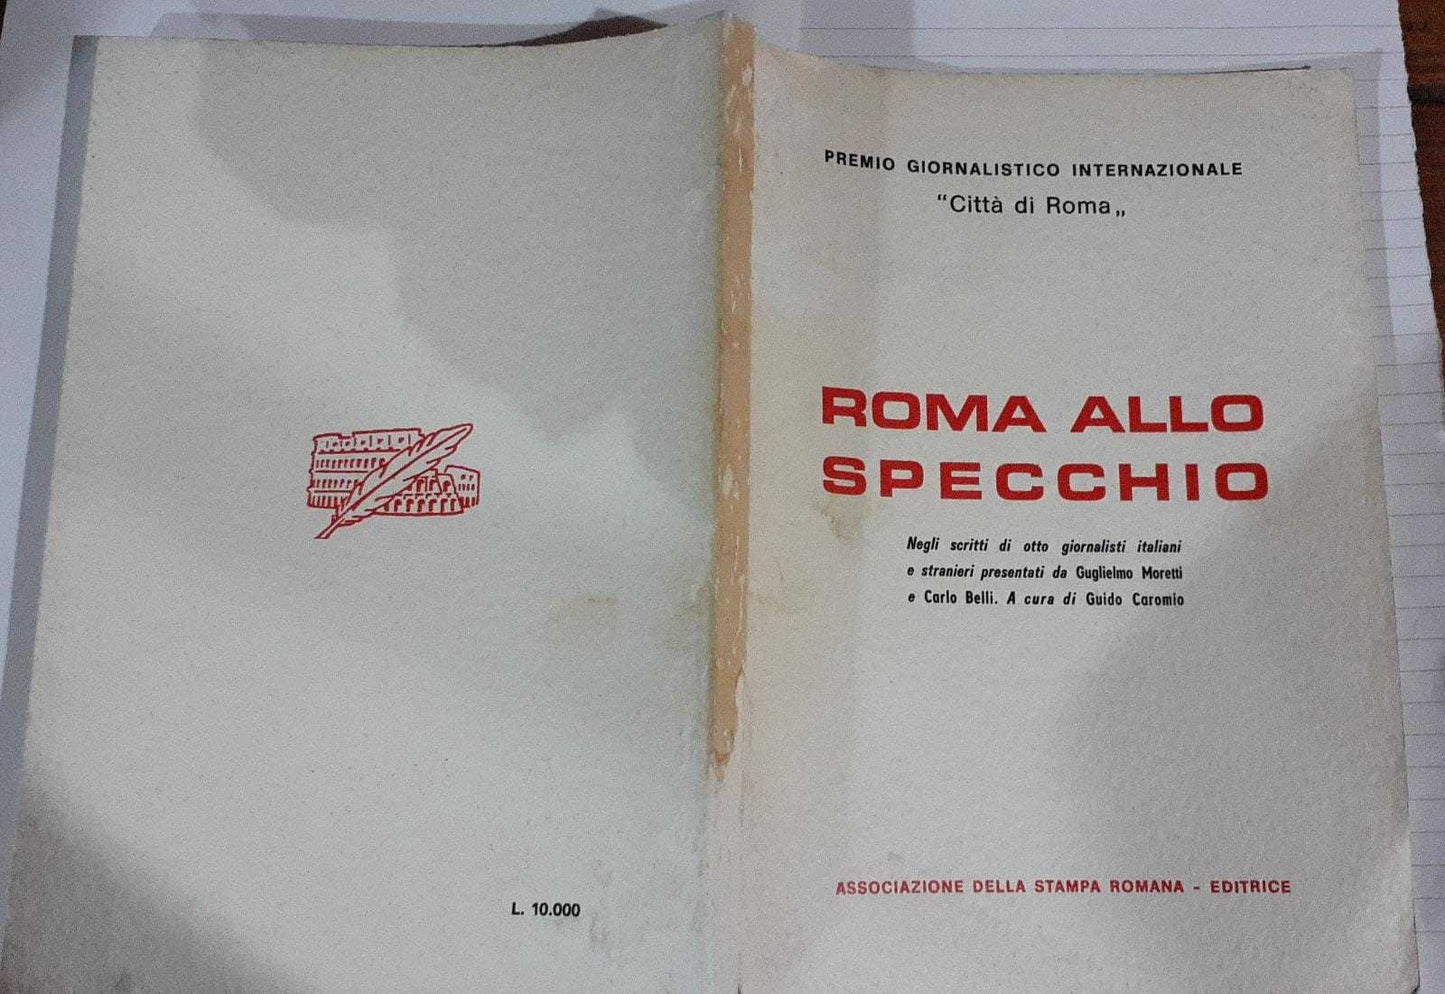 PREMIO GIORNALISTICO INTERNAZIONALE
"Città di Roma„
ROMA ALLO
SPECCHIO
Negli scritti di otto giornalisti italiani
e stranieri presentati da Guglielmo Moretti
e Carlo Belli. A cura di Guido Caromio
ASSOCIAZIONE DELLA STAMPA ROMANA - EDITRICE
L. 10.000